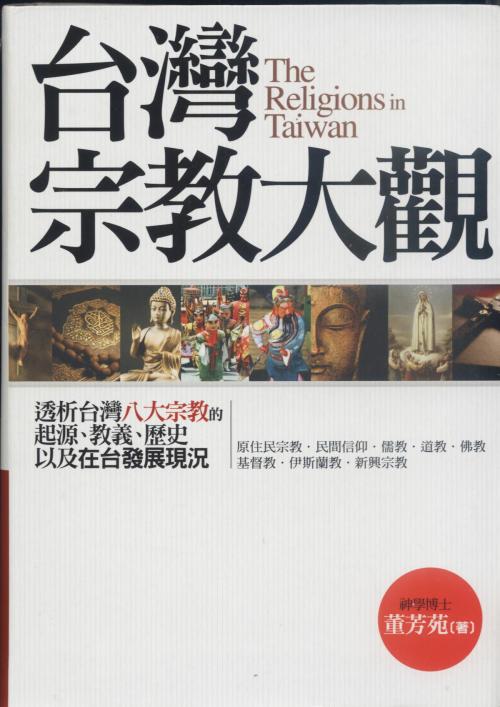 台灣
The
Religions in
Taiwan
宗教大觀
透析台灣八大宗教的
起源、教義、歷史
以及在台發展現況
原住民宗教·民間信仰·儒教·道教·佛教
基督教·伊斯蘭教·新興宗教
神學博士
董芳苑〔著〕